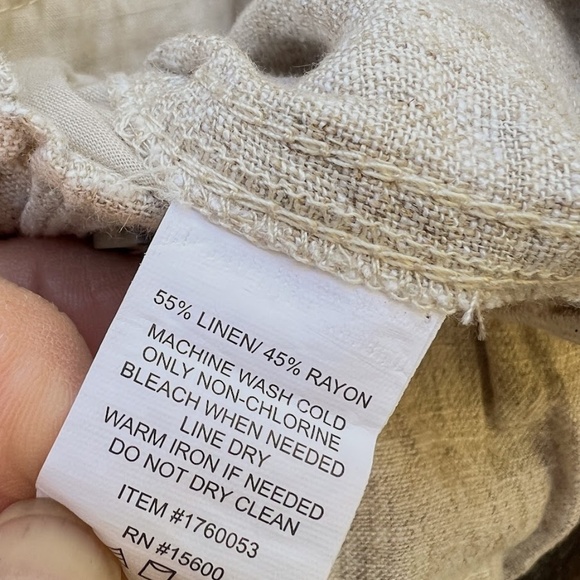 55% LINEN/ 45% RAYON
MACHINE WASH COLD
ONLY NON-CHLORINE
BLEACH WHEN NEEDED
LINE DRY
WARM IRON IF NEEDED
DO NOT DRY CLEAN
ITEM #1760053
RN #15600